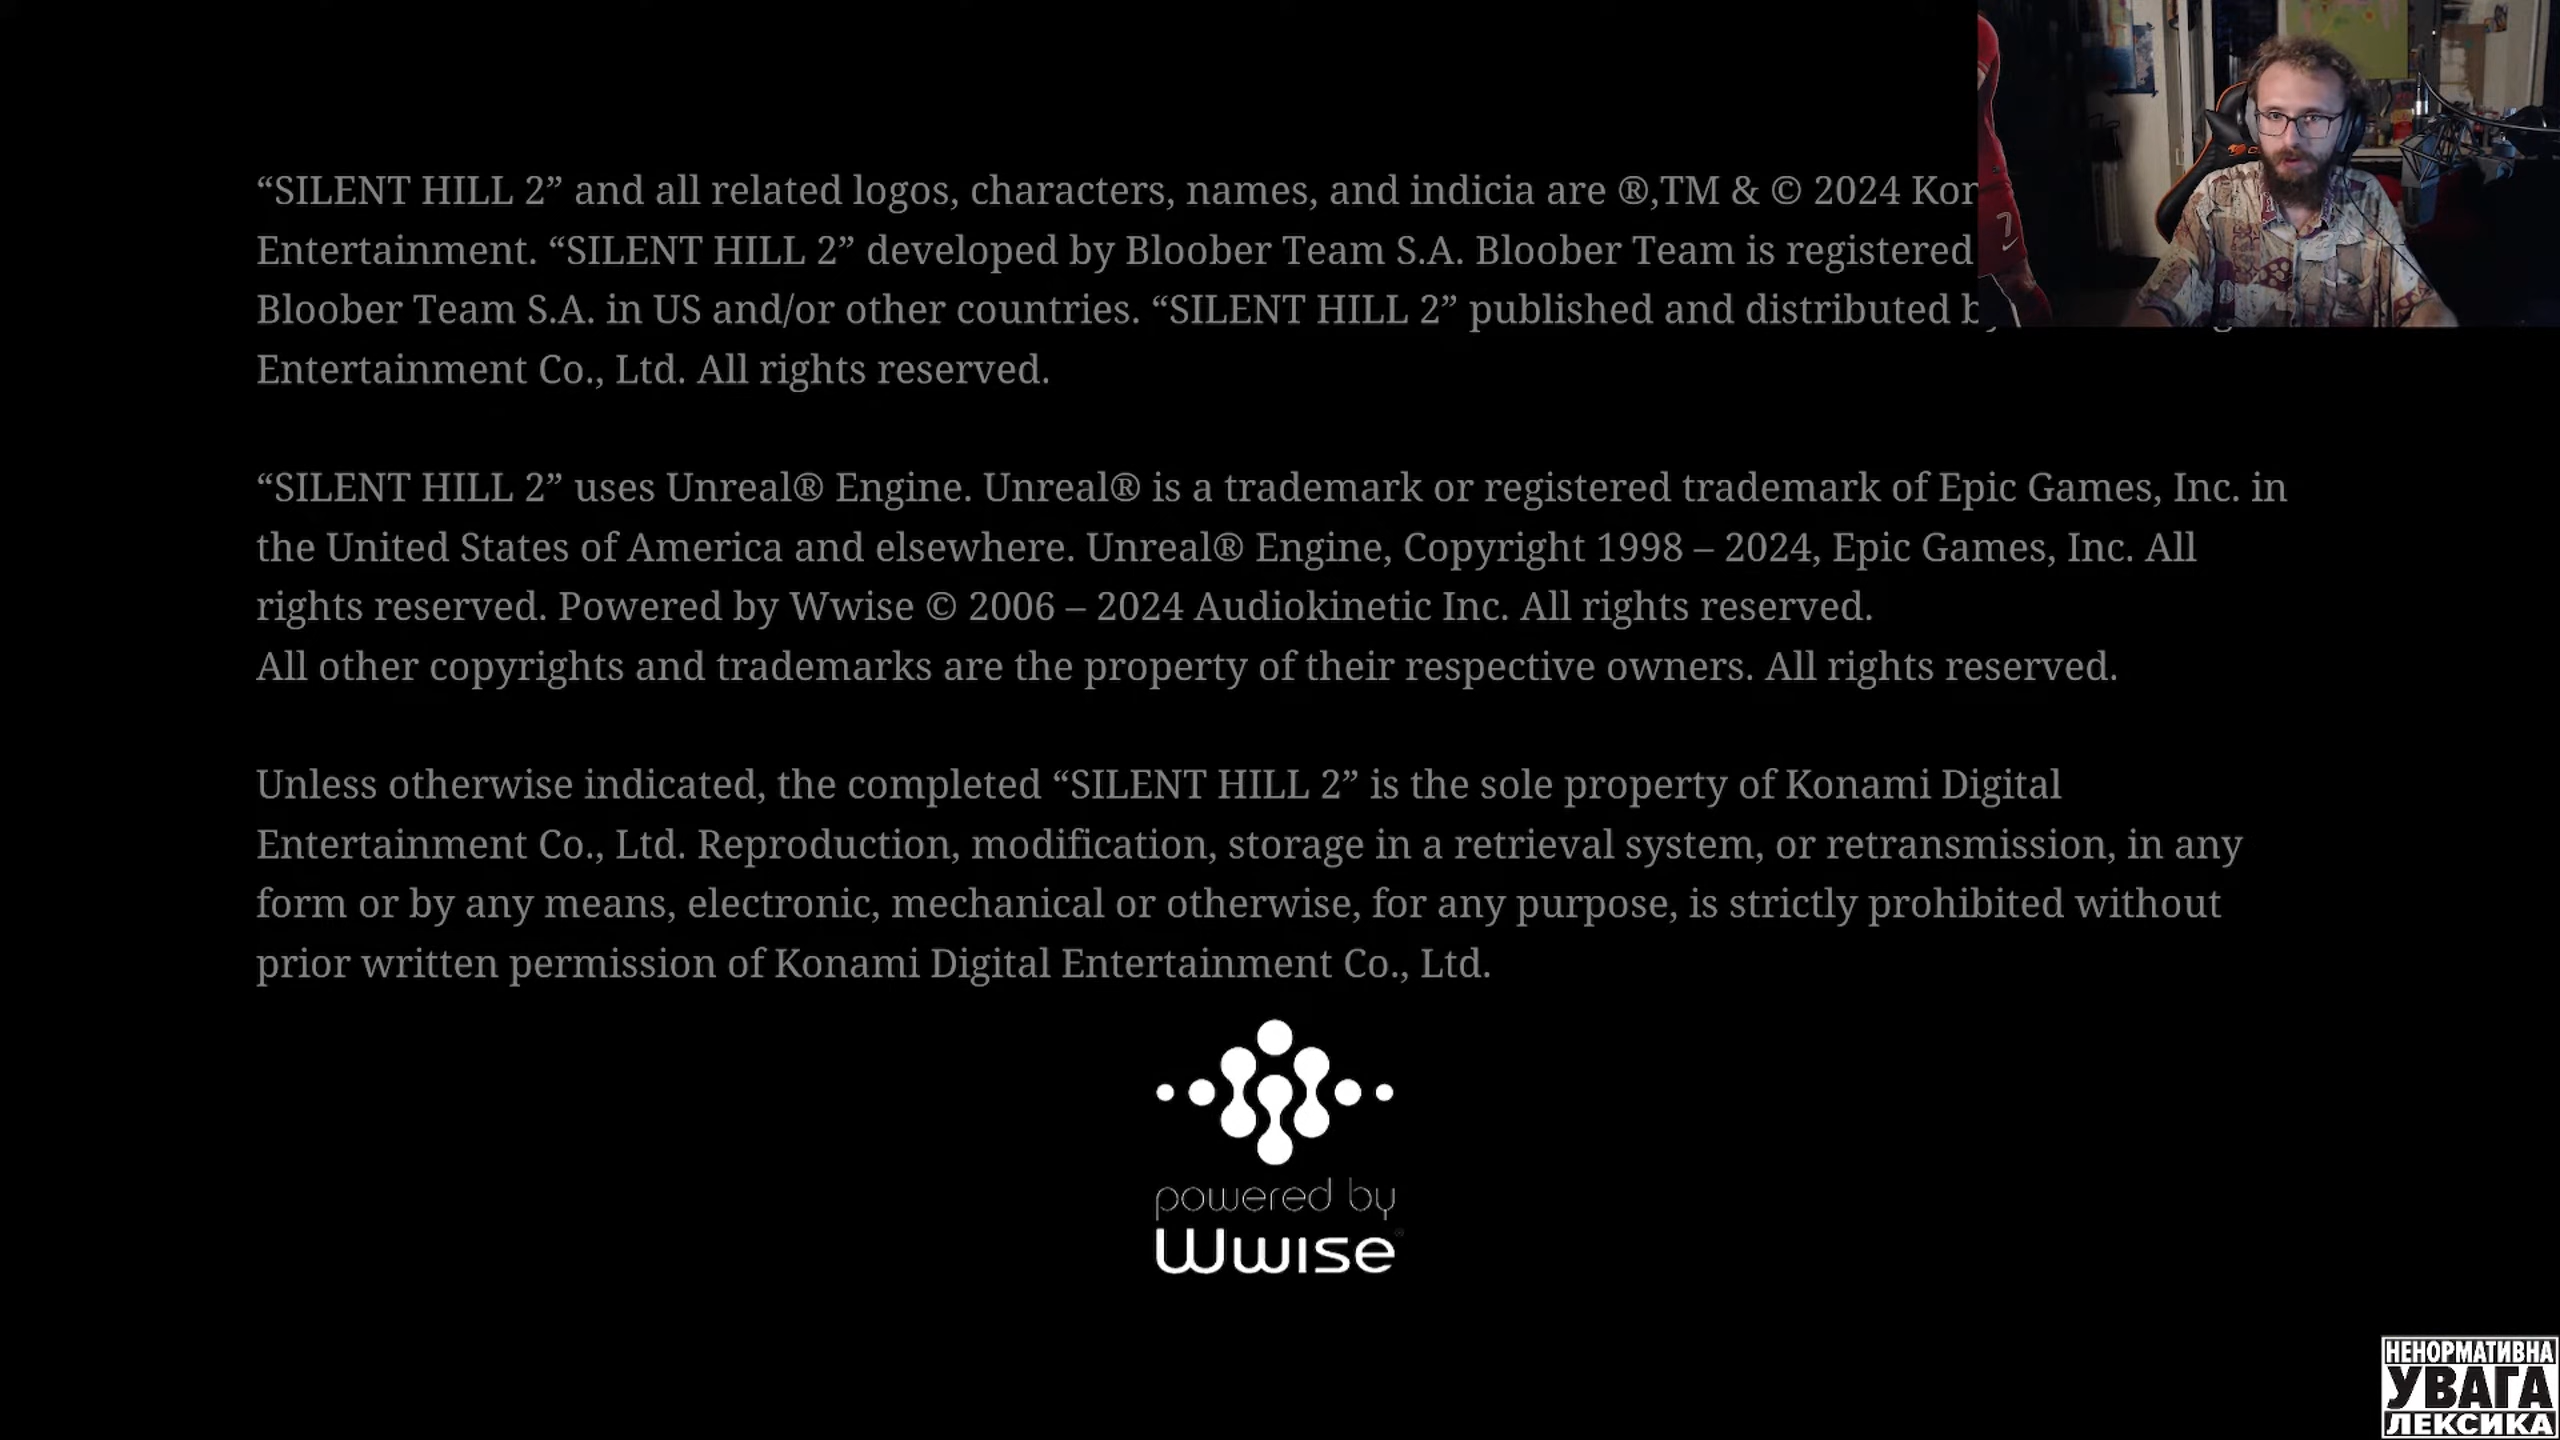 “SILENT HILL 2” and all related logos, characters, names, and indicia are ®,TM & © 2024
Entertainment. “SILENT HILL 2” developed by Bloober Team S.A. Bloober Team is registered
Bloober Team S.A. in US and/or other countries. “SILENT HILL 2” published and distributed
Entertainment Co., Ltd. All rights reserved.
“SILENT HILL 2” uses Unreal® Engine. Unreal® is a trademark or registered trademark of Epic Games, Inc. in
the United States of America and elsewhere. Unreal® Engine, Copyright 1998 – 2024, Epic Games, Inc. All
rights reserved. Powered by Wwise © 2006 – 2024 Audiokinetic Inc. All rights reserved.
All other copyrights and trademarks are the property of their respective owners. All rights reserved.
Unless otherwise indicated, the completed “SILENT HILL 2” is the sole property of Konami Digital
Entertainment Co., Ltd. Reproduction, modification, storage in a retrieval system, or retransmission, in any
form or by any means, electronic, mechanical or otherwise, for any purpose, is strictly prohibited without
prior written permission of Konami Digital Entertainment Co., Ltd.
powered by
Wwise
НЕНОРМАТИВНА
УВАГА
ЛЕКСИКА